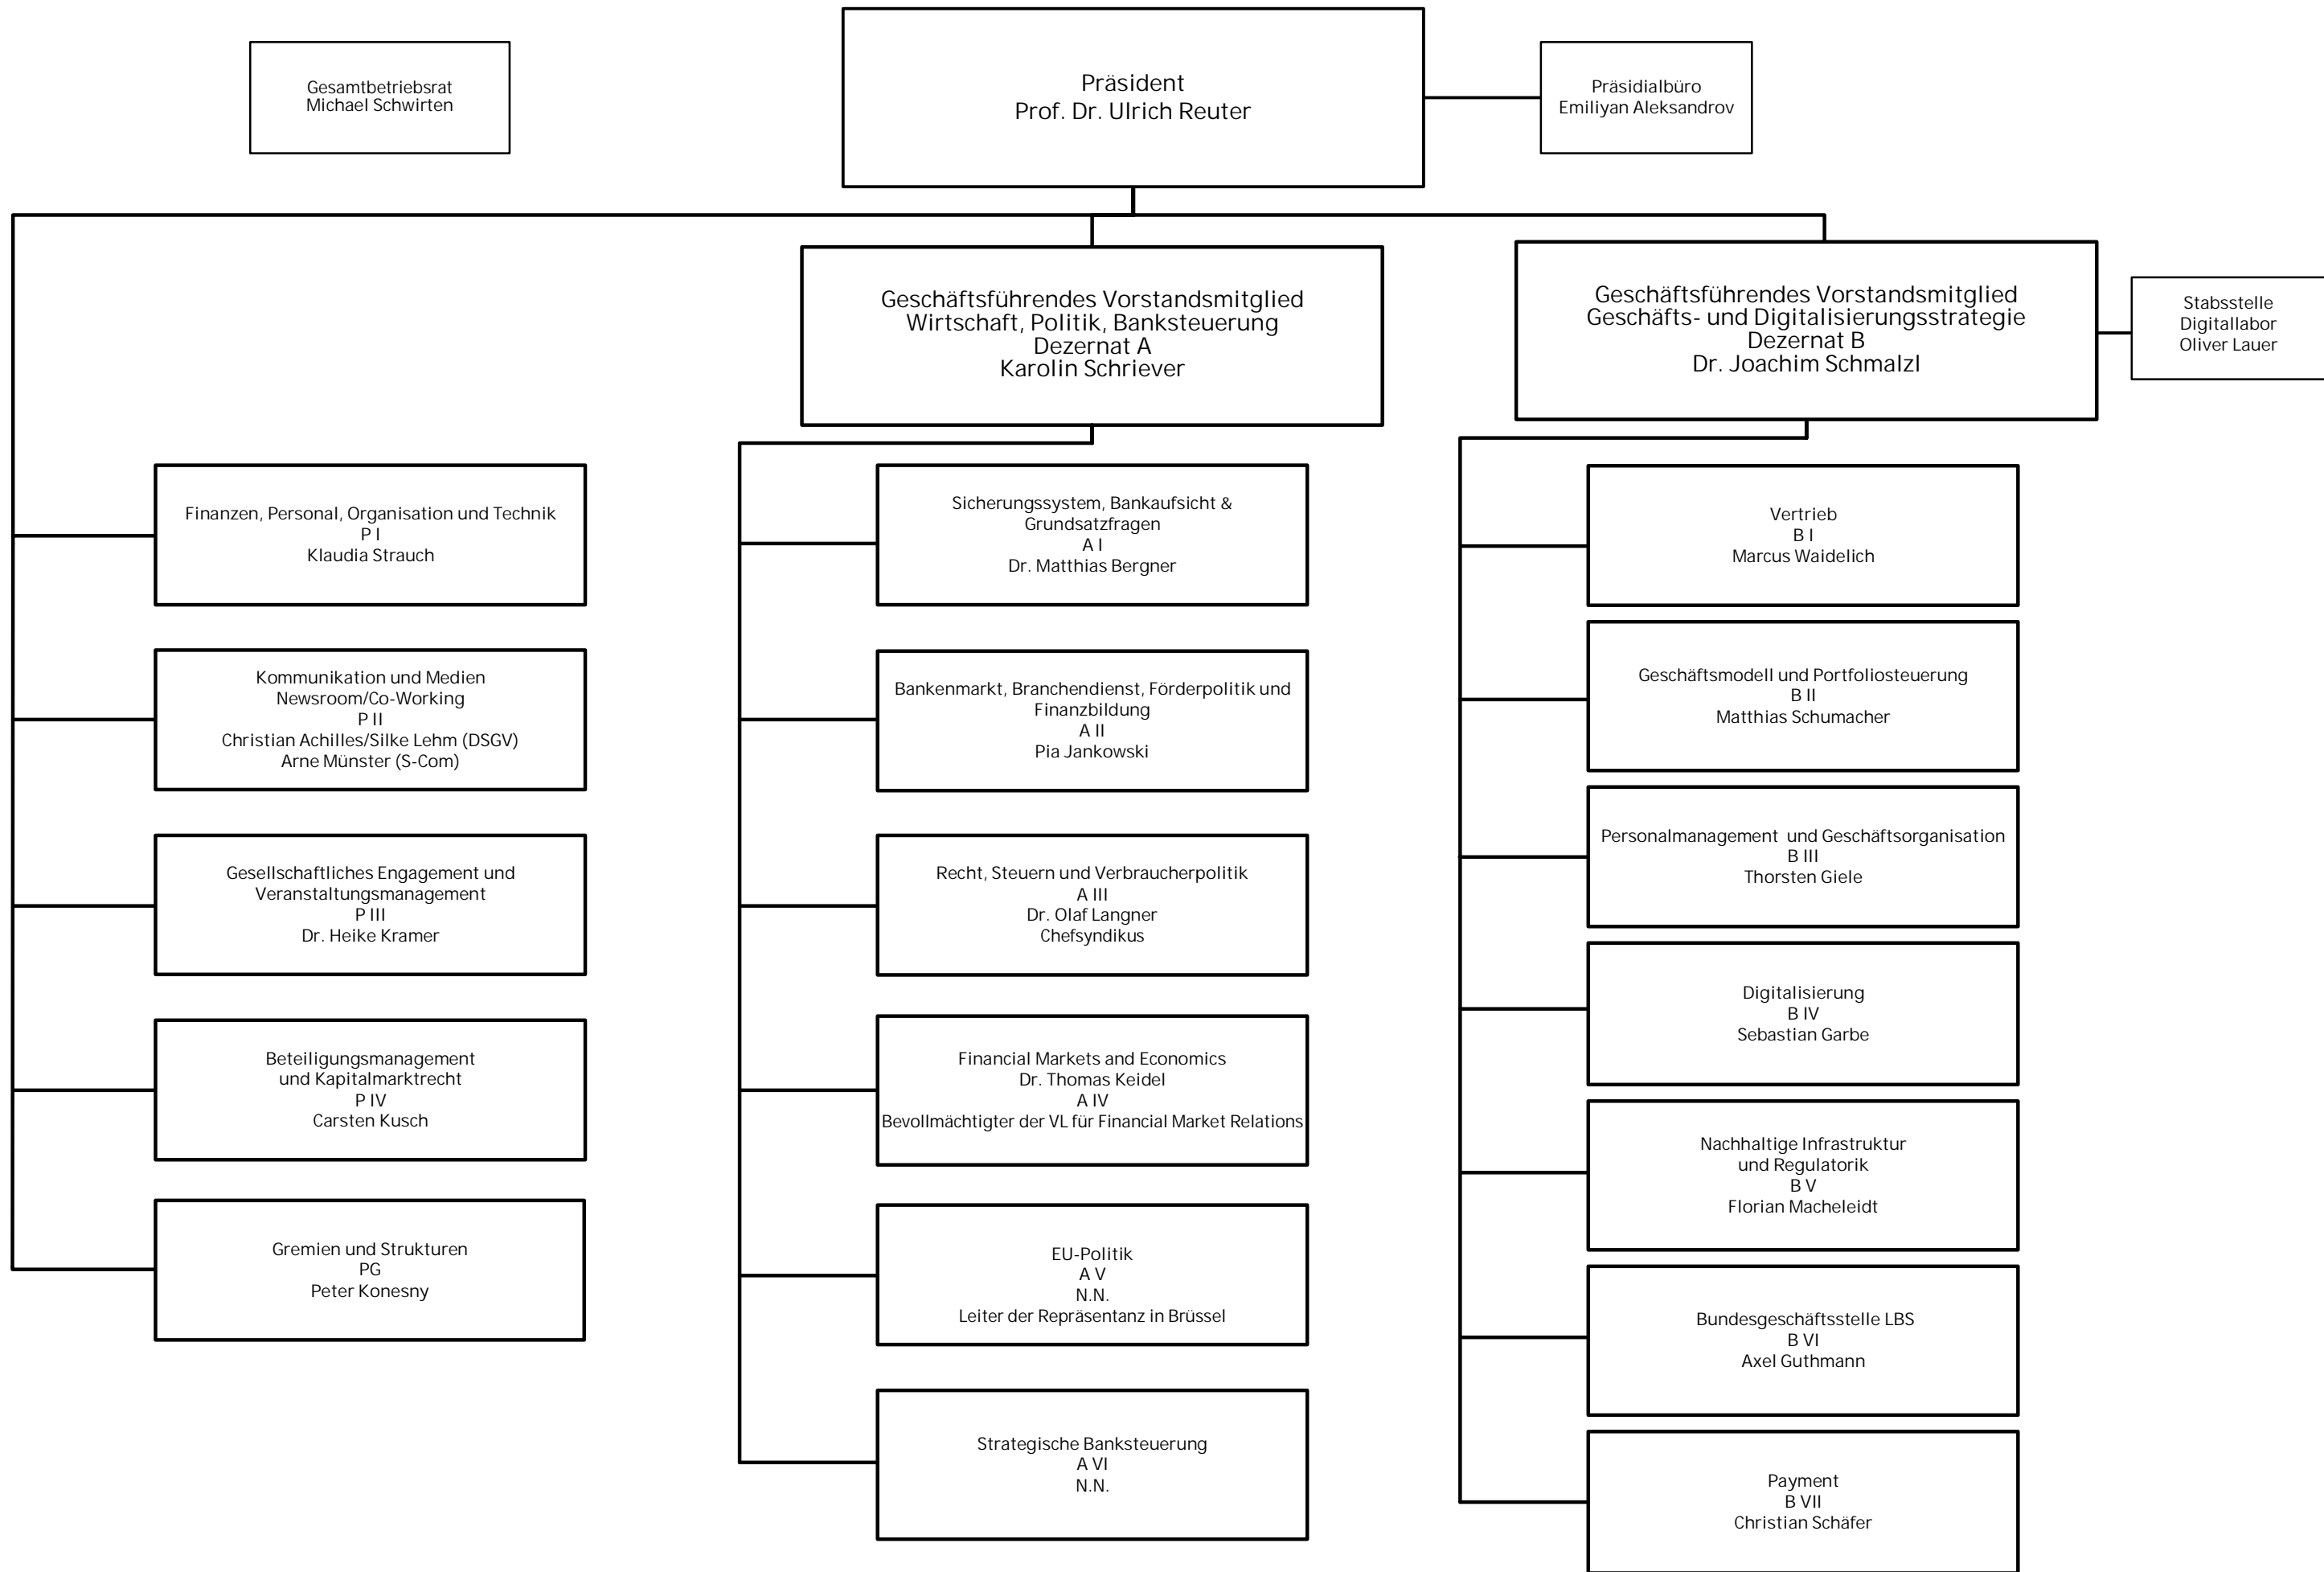 Gesamtbetriebsrat
Michael Schwirten
Präsident
Prof. Dr. Ulrich Reuter
Präsidialbüro
Emiliyan Aleksandrov
Geschäftsführendes Vorstandsmitglied
Wirtschaft, Politik, Banksteuerung
Dezernat A
Karolin Schriever
Geschäftsführendes Vorstandsmitglied
Geschäfts- und Digitalisierungsstrategie
Dezernat B
Dr. Joachim Schmalzl
Stabsstelle
Digitallabor
Oliver Lauer
Finanzen, Personal, Organisation und Technik
P I
Klaudia Strauch
Kommunikation und Medien
Newsroom/Co-Working
P II
Christian Achilles/Silke Lehm (DSGV)
Arne Münster (S-Com)
Gesellschaftliches Engagement und
Veranstaltungsmanagement
P III
Dr. Heike Kramer
Beteiligungsmanagement
und Kapitalmarktrecht
P IV
Carsten Kusch
Gremien und Strukturen
PG
Peter Konesny
Sicherungssystem, Bankaufsicht &
Grundsatzfragen
A I
Dr. Matthias Bergner
Bankenmarkt, Branchendienst, Förderpolitik und
Finanzbildung
A II
Pia Jankowski
Recht, Steuern und Verbraucherpolitik
A III
Dr. Olaf Langner
Chefsyndikus
Financial Markets and Economics
Dr. Thomas Keidel
A IV
Bevollmächtigter der VL für Financial Market Relations
EU-Politik
A V
N.N.
Leiter der Repräsentanz in Brüssel
Strategische Banksteuerung
A VI
N.N.
Vertrieb
B I
Marcus Waidelich
Geschäftsmodell und Portfoliosteuerung
B II
Matthias Schumacher
Personalmanagement und Geschäftsorganisation
B III
Thorsten Giele
Digitalisierung
B IV
Sebastian Garbe
Nachhaltige Infrastruktur
und Regulatorik
B V
Florian Macheleidt
Bundesgeschäftsstelle LBS
B VI
Axel Guthmann
Payment
B VII
Christian Schäfer